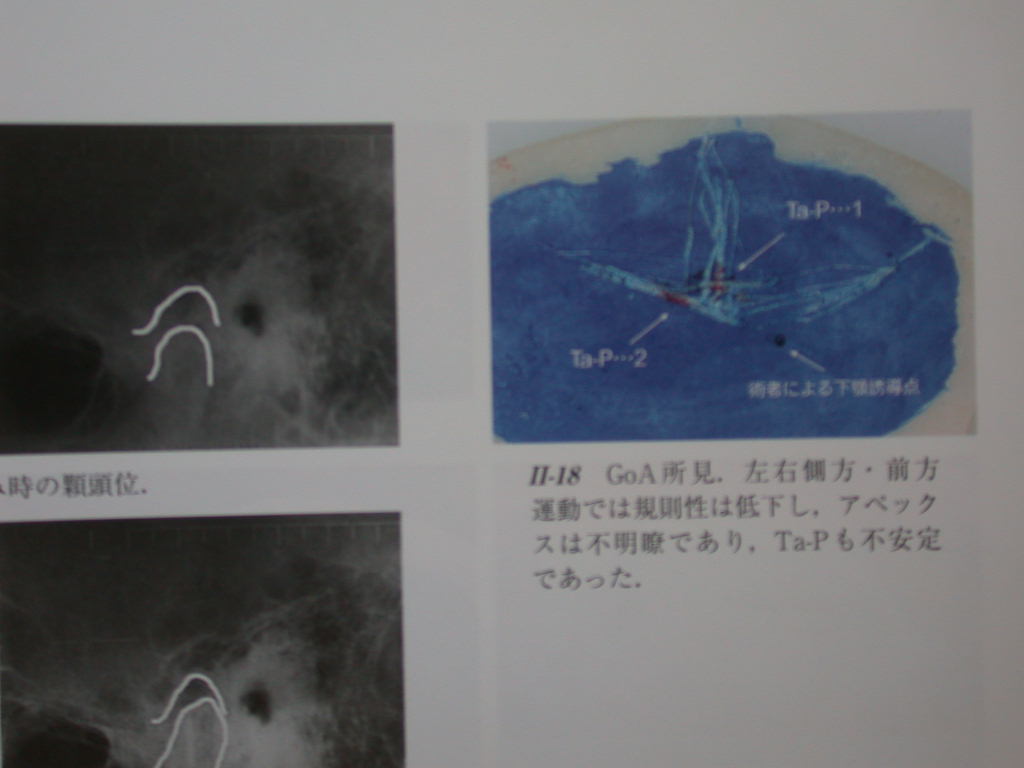 Ta-P…1
Ta-P…2
術者による下顎誘導点
時の顆頭位.
II-18 GoA所見．左右側方・前方
運動では規則性は低下し，アペック
スは不明瞭であり，Ta-Pも不安定
であった．